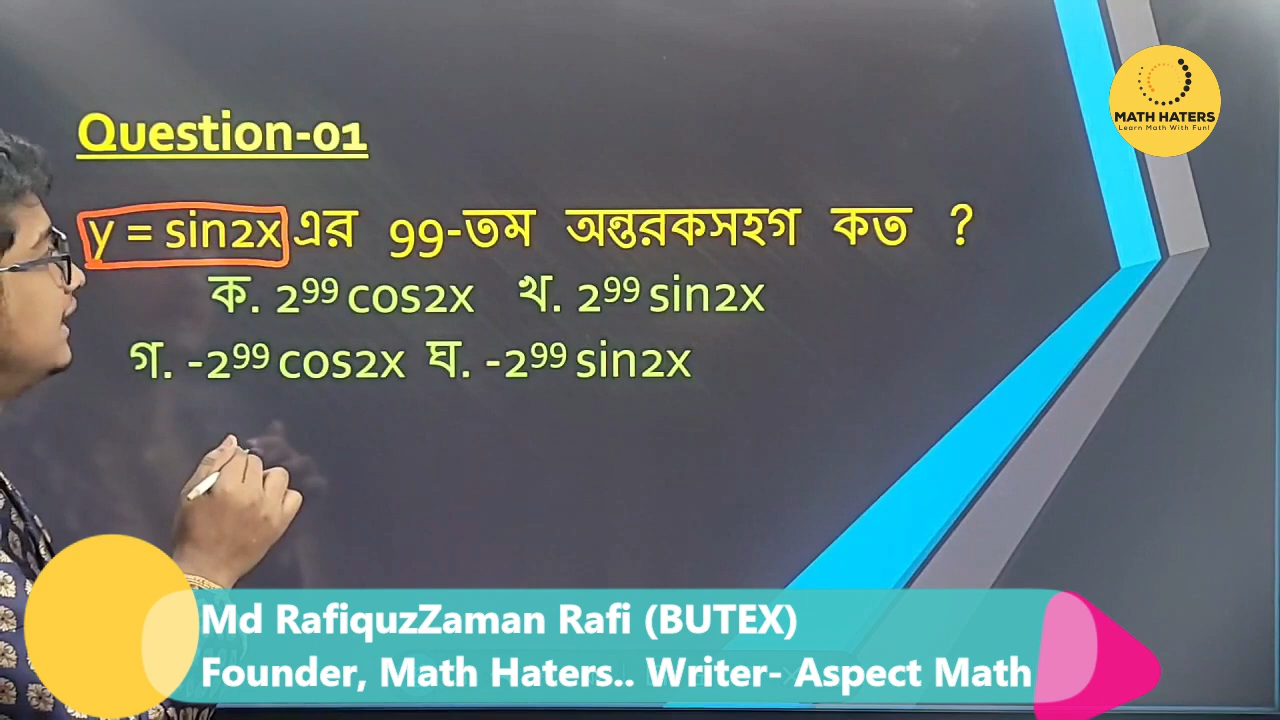 MATH HATERS
Learn Math With Fun!
Question-01
y = sin2x এর 99-তম অন্তরকসহগ কত ?
ক. 2⁹⁹ cos2x খ. 2⁹⁹ sin2x
গ. -2⁹⁹ cos2x ঘ. -2⁹⁹ sin2x
Md RafiquzZaman Rafi (BUTEX)
Founder, Math Haters.. Writer- Aspect Math